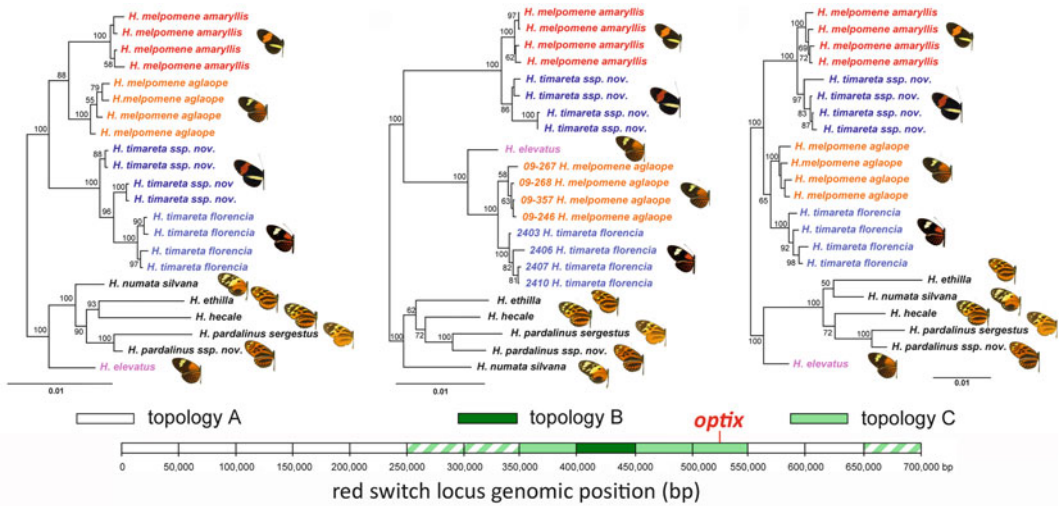 H. melpomene amaryllis
100
H. melpomene amaryllis
H. melpomene amaryllis
58
H. melpomene amaryllis
88
H. melpomene aglaope
79
H.melpomene aglaope
55
H. melpomene aglaope
100
H. melpomene aglaope
100
H. timareta ssp. nov.
88
H. timareta ssp. nov.
100
H. timareta ssp. nov
100
H. timareta ssp. nov.
96
H. timareta florencia
90
H. timareta florencia
100
H. timareta florencia
97
H. timareta florencia
H. numata silvana
100
H. ethilla
93
H. hecale
90
H. pardalinus sergestus
100
H. pardalinus ssp. nov.
100
H. elevatus
0.01
97
H. melpomene amaryllis
100
H. melpomene amaryllis
H. melpomene amaryllis
62
H. melpomene amaryllis
100
H. timareta ssp. nov.
H. timareta ssp. nov.
86
H. timareta ssp. nov.
100
H. timareta ssp. nov.
100
H. elevatus
09-267 H. melpomene aglaope
100
58
09-268 H. melpomene aglaope
63
09-357 H. melpomene aglaope
09-246 H. melpomene aglaope
100
2403 H. timareta florencia
100
2406 H. timareta florencia
82
2407 H. timareta florencia
81
2410 H. timareta florencia
H. ethilla
62
H. hecale
72
H. pardalinus sergestus
100
H. pardalinus ssp. nov.
100
H. numata silvana
0.01
H. melpomene amaryllis
100
H. melpomene amaryllis
69
H. melpomene amaryllis
72
H. melpomene amaryllis
100
H. timareta ssp. nov.
97
H. timareta ssp. nov.
83
H. timareta ssp. nov.
87
H. timareta ssp. nov.
100
H. melpomene aglaope
100
H.melpomene aglaope
H. melpomene aglaope
H. melpomene aglaope
65
H. timareta florencia
100
H. timareta florencia
92
H. timareta florencia
98
H. timareta florencia
H. ethilla
50
H. numata silvana
100
H. hecale
72
H. pardalinus sergestus
100
H. pardalinus ssp. nov.
100
H. elevatus
0.01
topology A
topology B
topology C
optix
0 50,000 100,000 150,000 200,000 250,000 300,000 350,000 400,000 450,000 500,000 550,000 600,000 650,000 700,000 bp
red switch locus genomic position (bp)